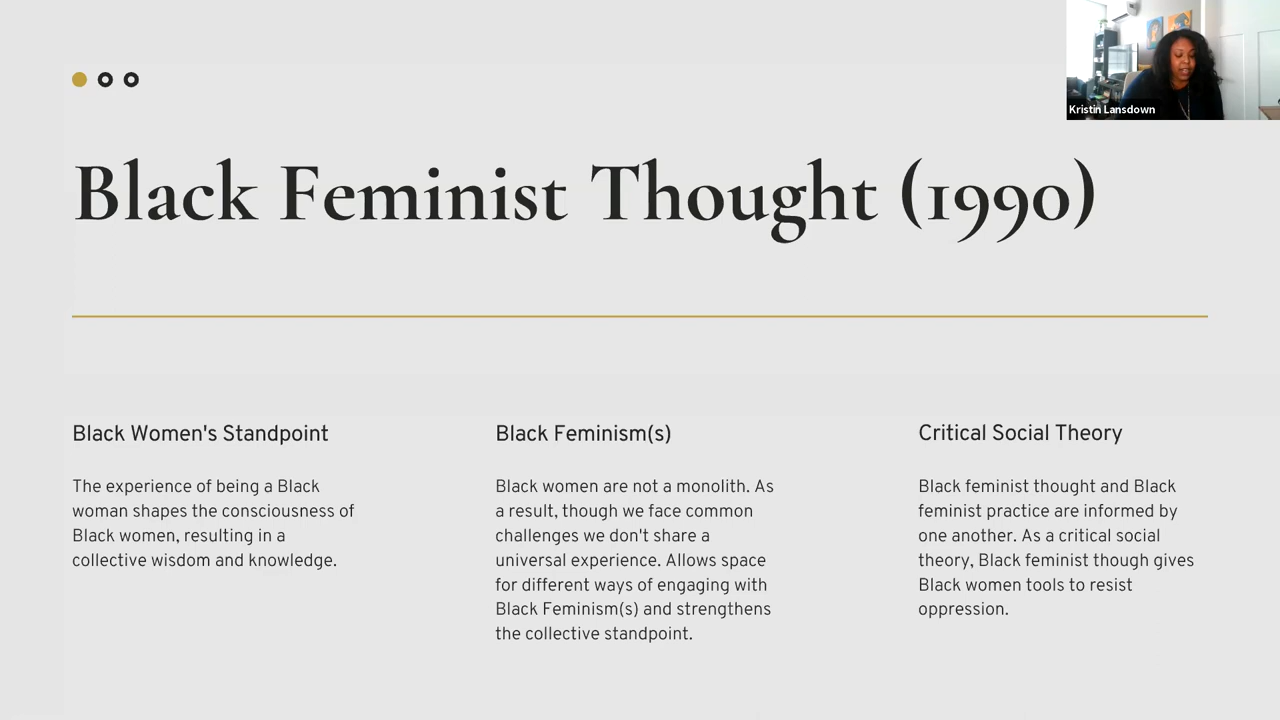 Kristin Lansdown
Black Feminist Thought (1990)
Black Women's Standpoint
The experience of being a Black
woman shapes the consciousness of
Black women, resulting in a
collective wisdom and knowledge.
Black Feminism(s)
Black women are not a monolith. As
a result, though we face common
challenges we don't share a
universal experience. Allows space
for different ways of engaging with
Black Feminism(s) and strengthens
the collective standpoint.
Critical Social Theory
Black feminist thought and Black
feminist practice are informed by
one another. As a critical social
theory, Black feminist though gives
Black women tools to resist
oppression.